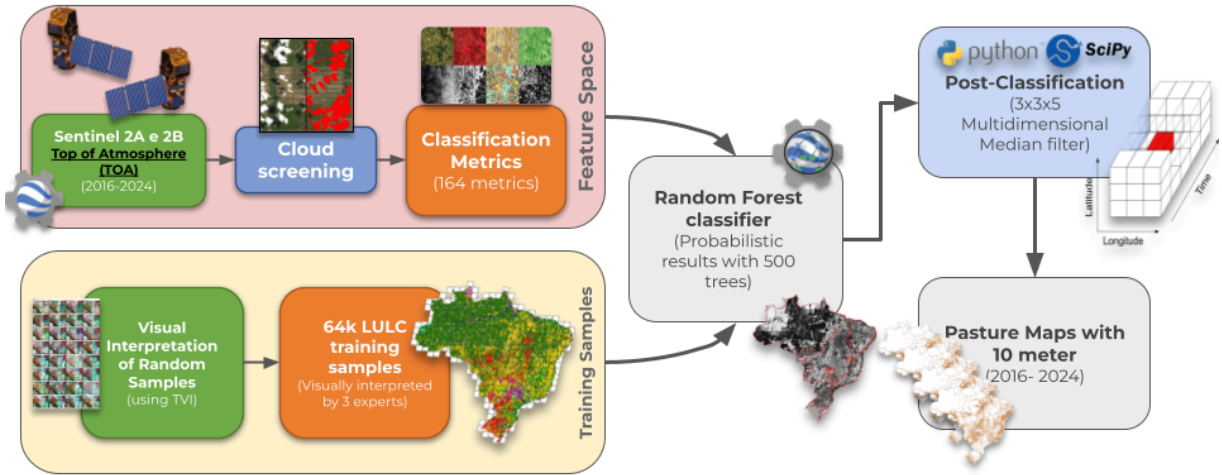 Sentinel 2A e 2B
Top of Atmosphere
(TOA)
(2016-2024)
Cloud
screening
Classification
Metrics
(164 metrics)
Feature Space
Visual
Interpretation
of Random
Samples
(using TVI)
64k LULC
training
samples
(Visually interpreted
by 3 experts)
Training Samples
Random Forest
classifier
(Probabilistic
results with 500
trees)
python
SciPy
Post-Classification
(3x3x5
Multidimensional
Median filter)
Latitude
Longitude
Time
Pasture Maps with
10 meter
(2016- 2024)